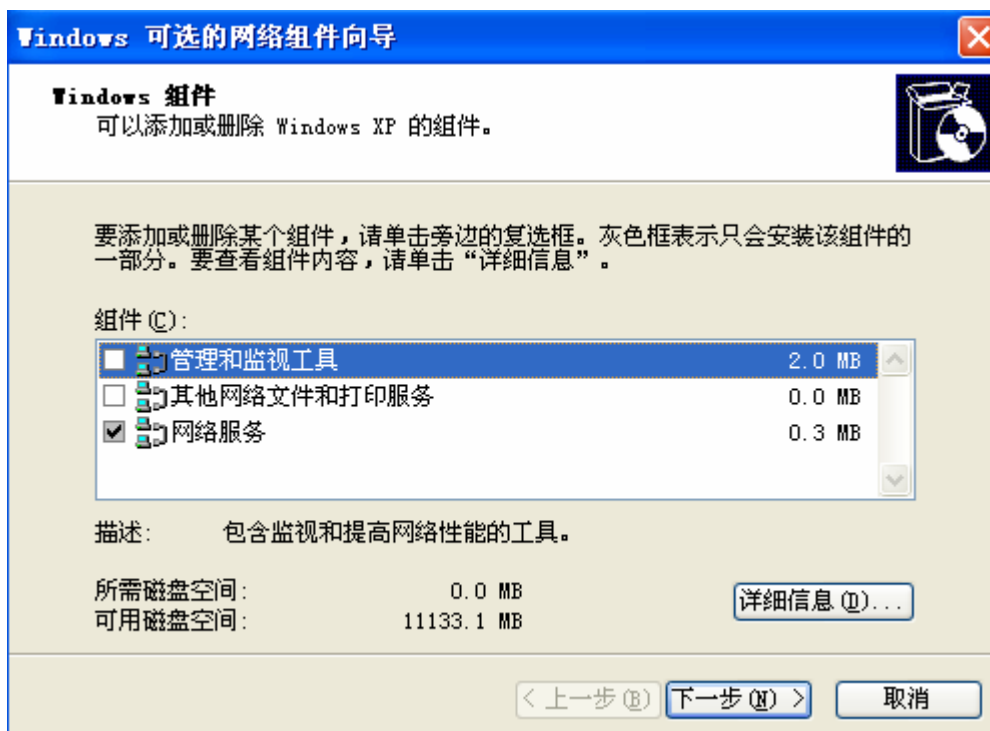 Windows 可选的网络组件向导
Windows 组件
可以添加或删除 Windows XP 的组件。
要添加或删除某个组件，请单击旁边的复选框。灰色框表示只会安装该组件的
一部分。要查看组件内容，请单击“详细信息”。
组件(C):
管理和监视工具 2.0 MB
其他网络文件和打印服务 0.0 MB
网络服务 0.3 MB
描述: 包含监视和提高网络性能的工具。
所需磁盘空间: 0.0 MB
可用磁盘空间: 11133.1 MB
详细信息(D)...
< 上一步(B) 下一步(N) > 取消